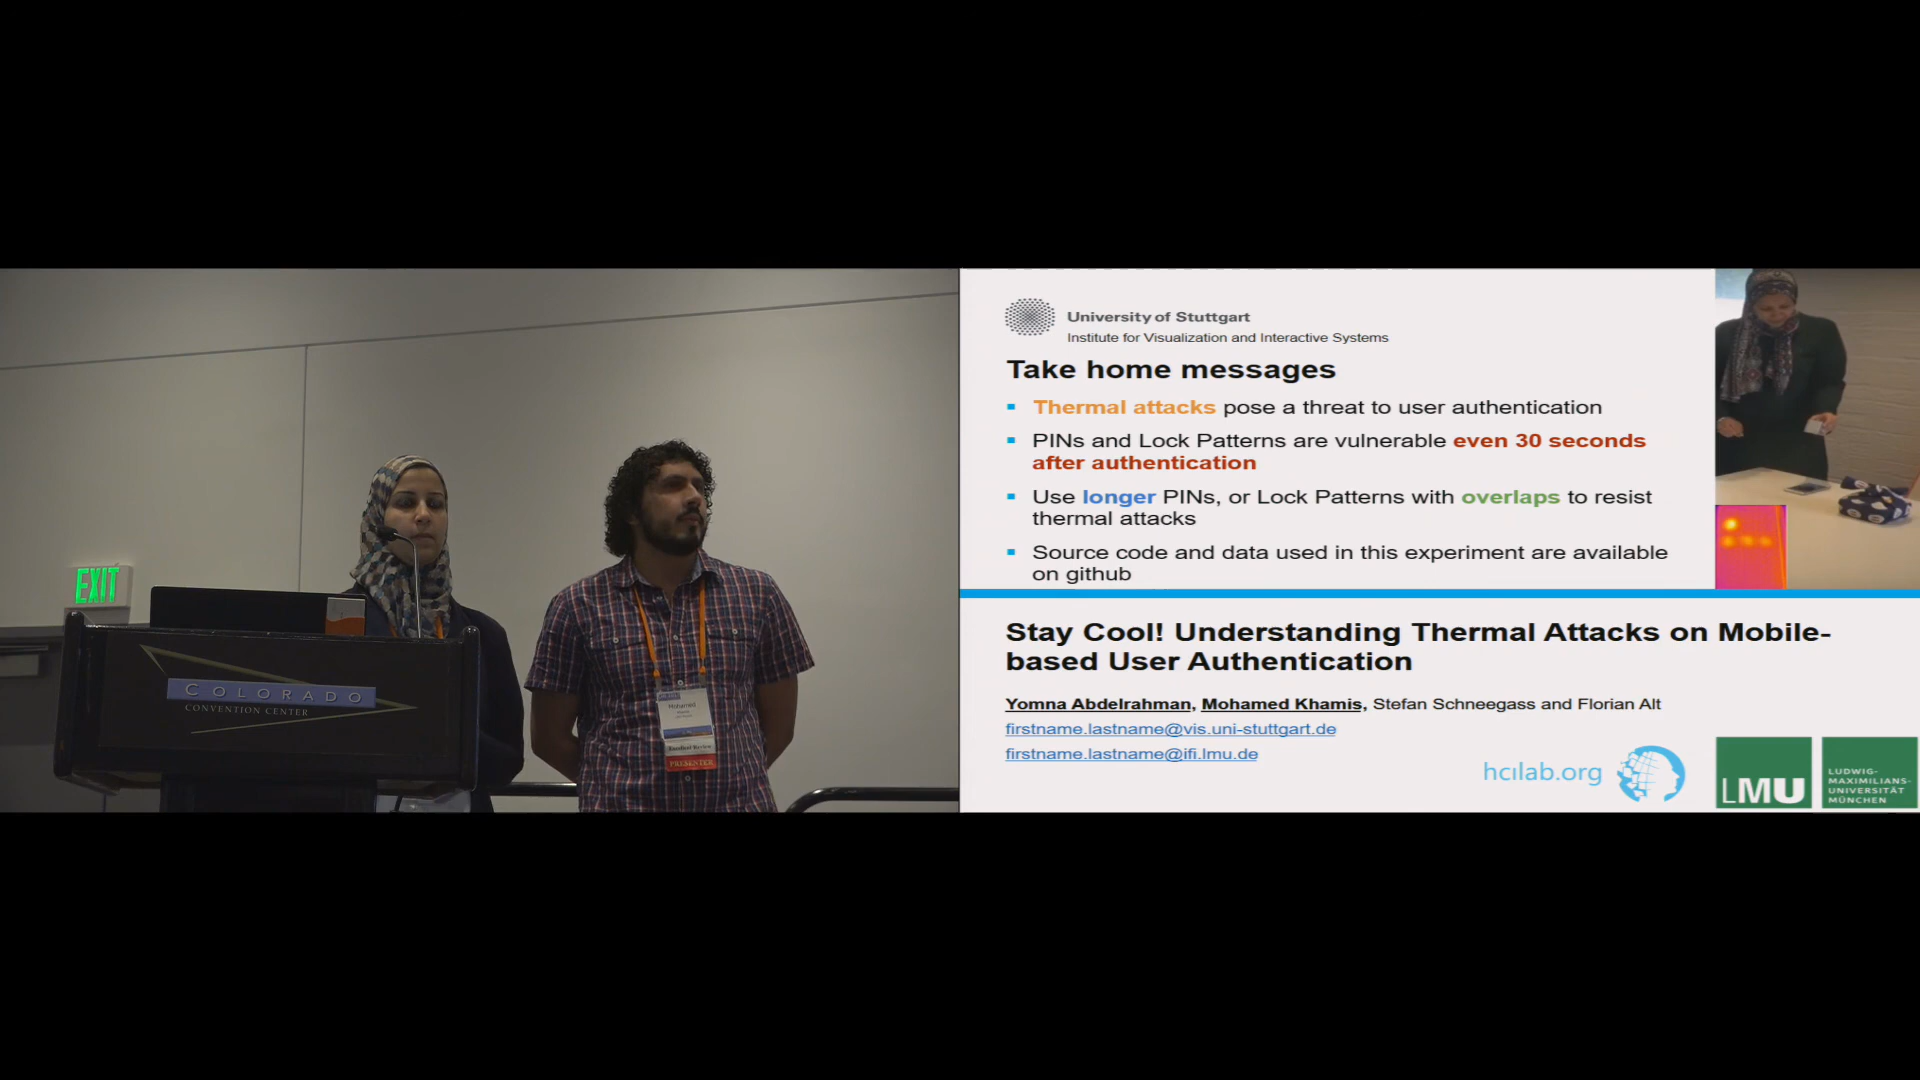 EXIT
COLORADO
CONVENTION CENTER
Mohamed
PRESENTER
University of Stuttgart
Institute for Visualization and Interactive Systems
Take home messages
Thermal attacks pose a threat to user authentication
PINs and Lock Patterns are vulnerable even 30 seconds
after authentication
Use longer PINs, or Lock Patterns with overlaps to resist
thermal attacks
Source code and data used in this experiment are available
on github
Stay Cool! Understanding Thermal Attacks on Mobile-
based User Authentication
Yomna Abdelrahman, Mohamed Khamis, Stefan Schneegass and Florian Alt
firstname.lastname@vis.uni-stuttgart.de
firstname.lastname@ifi.lmu.de
hcilab.org
LMU
LUDWIG-
MAXIMILIANS-
UNIVERSITÄT
MÜNCHEN